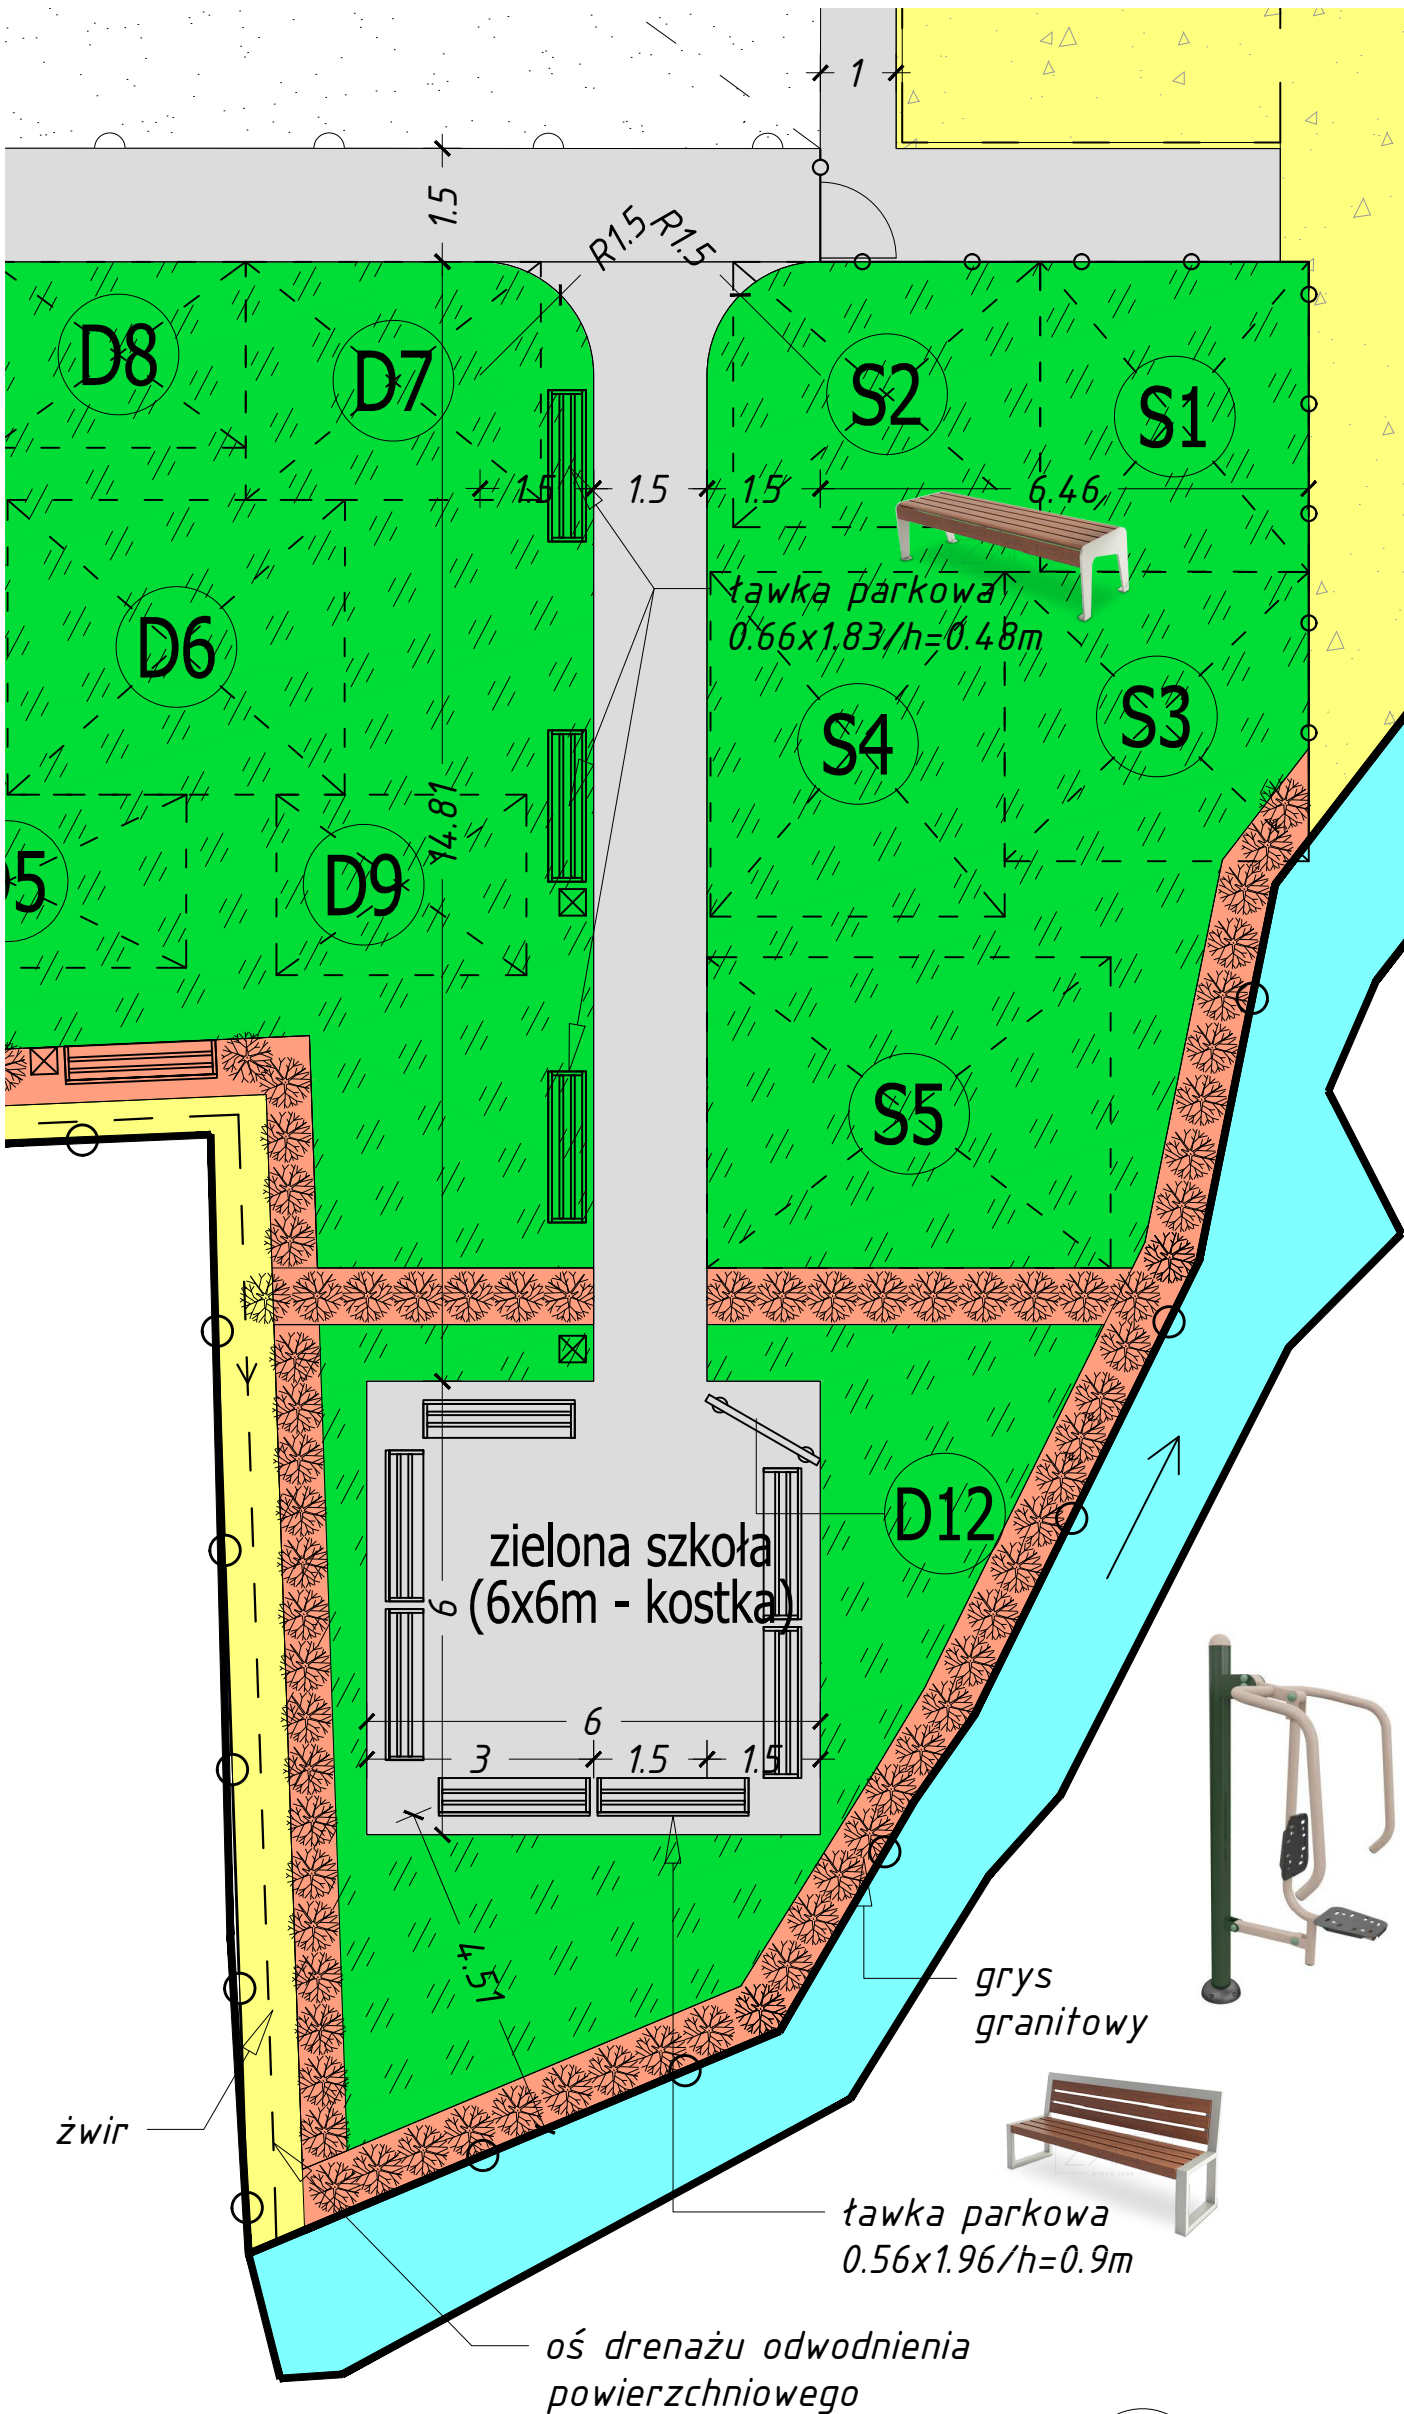 1
1.5
R1.5
R1.5
D8
D7
S2
S1
1.5
1.5
1.5
6.46
ławka parkowa
0.66x1.83/h=0.48m
D6
S4
S3
14.81
D9
S5
D12
zielona szkoła
(6x6m - kostka)
6
6
3
1.5
1.5
4.51
grys
granitowy
żwir
ławka parkowa
0.56x1.96/h=0.9m
oś drenażu odwodnienia
powierzchniowego